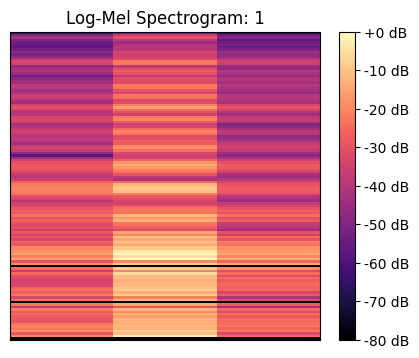 Log-Mel Spectrogram: 1
+0 dB
-10 dB
-20 dB
-30 dB
-40 dB
-50 dB
-60 dB
-70 dB
-80 dB